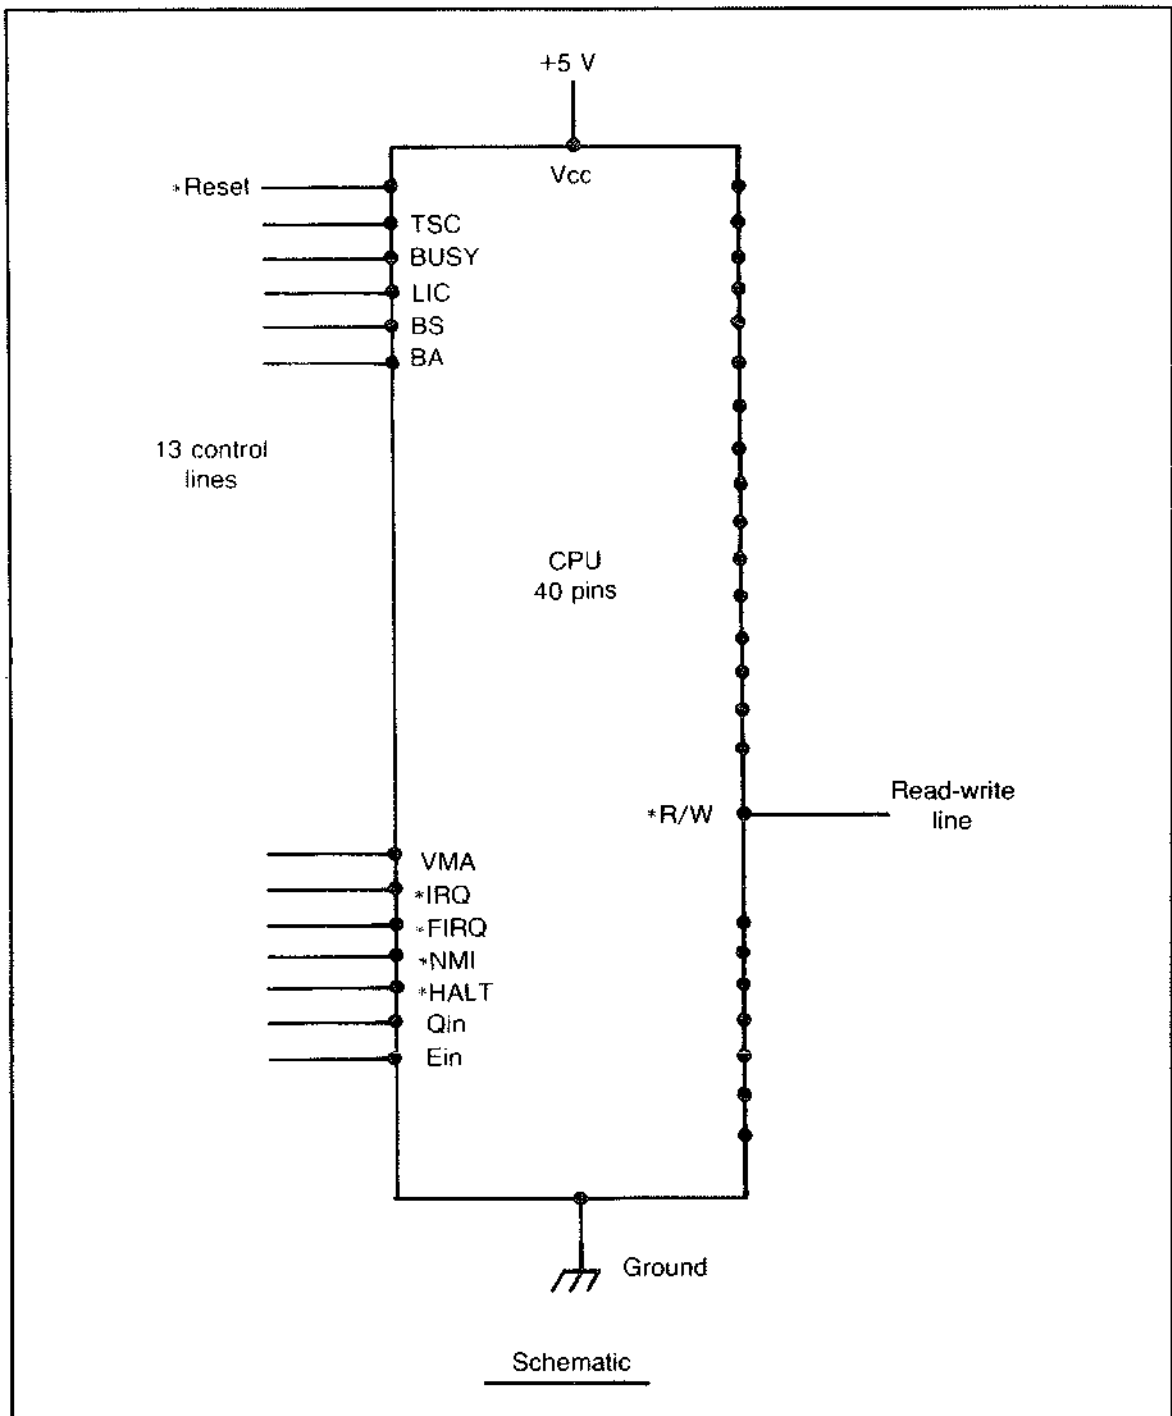 +5 V
Vcc
*Reset
TSC
BUSY
LIC
BS
BA
13 control
lines
CPU
40 pins
*R/W
Read-write
line
VMA
*IRQ
*FIRQ
*NMI
*HALT
Qin
Ein
Ground
Schematic